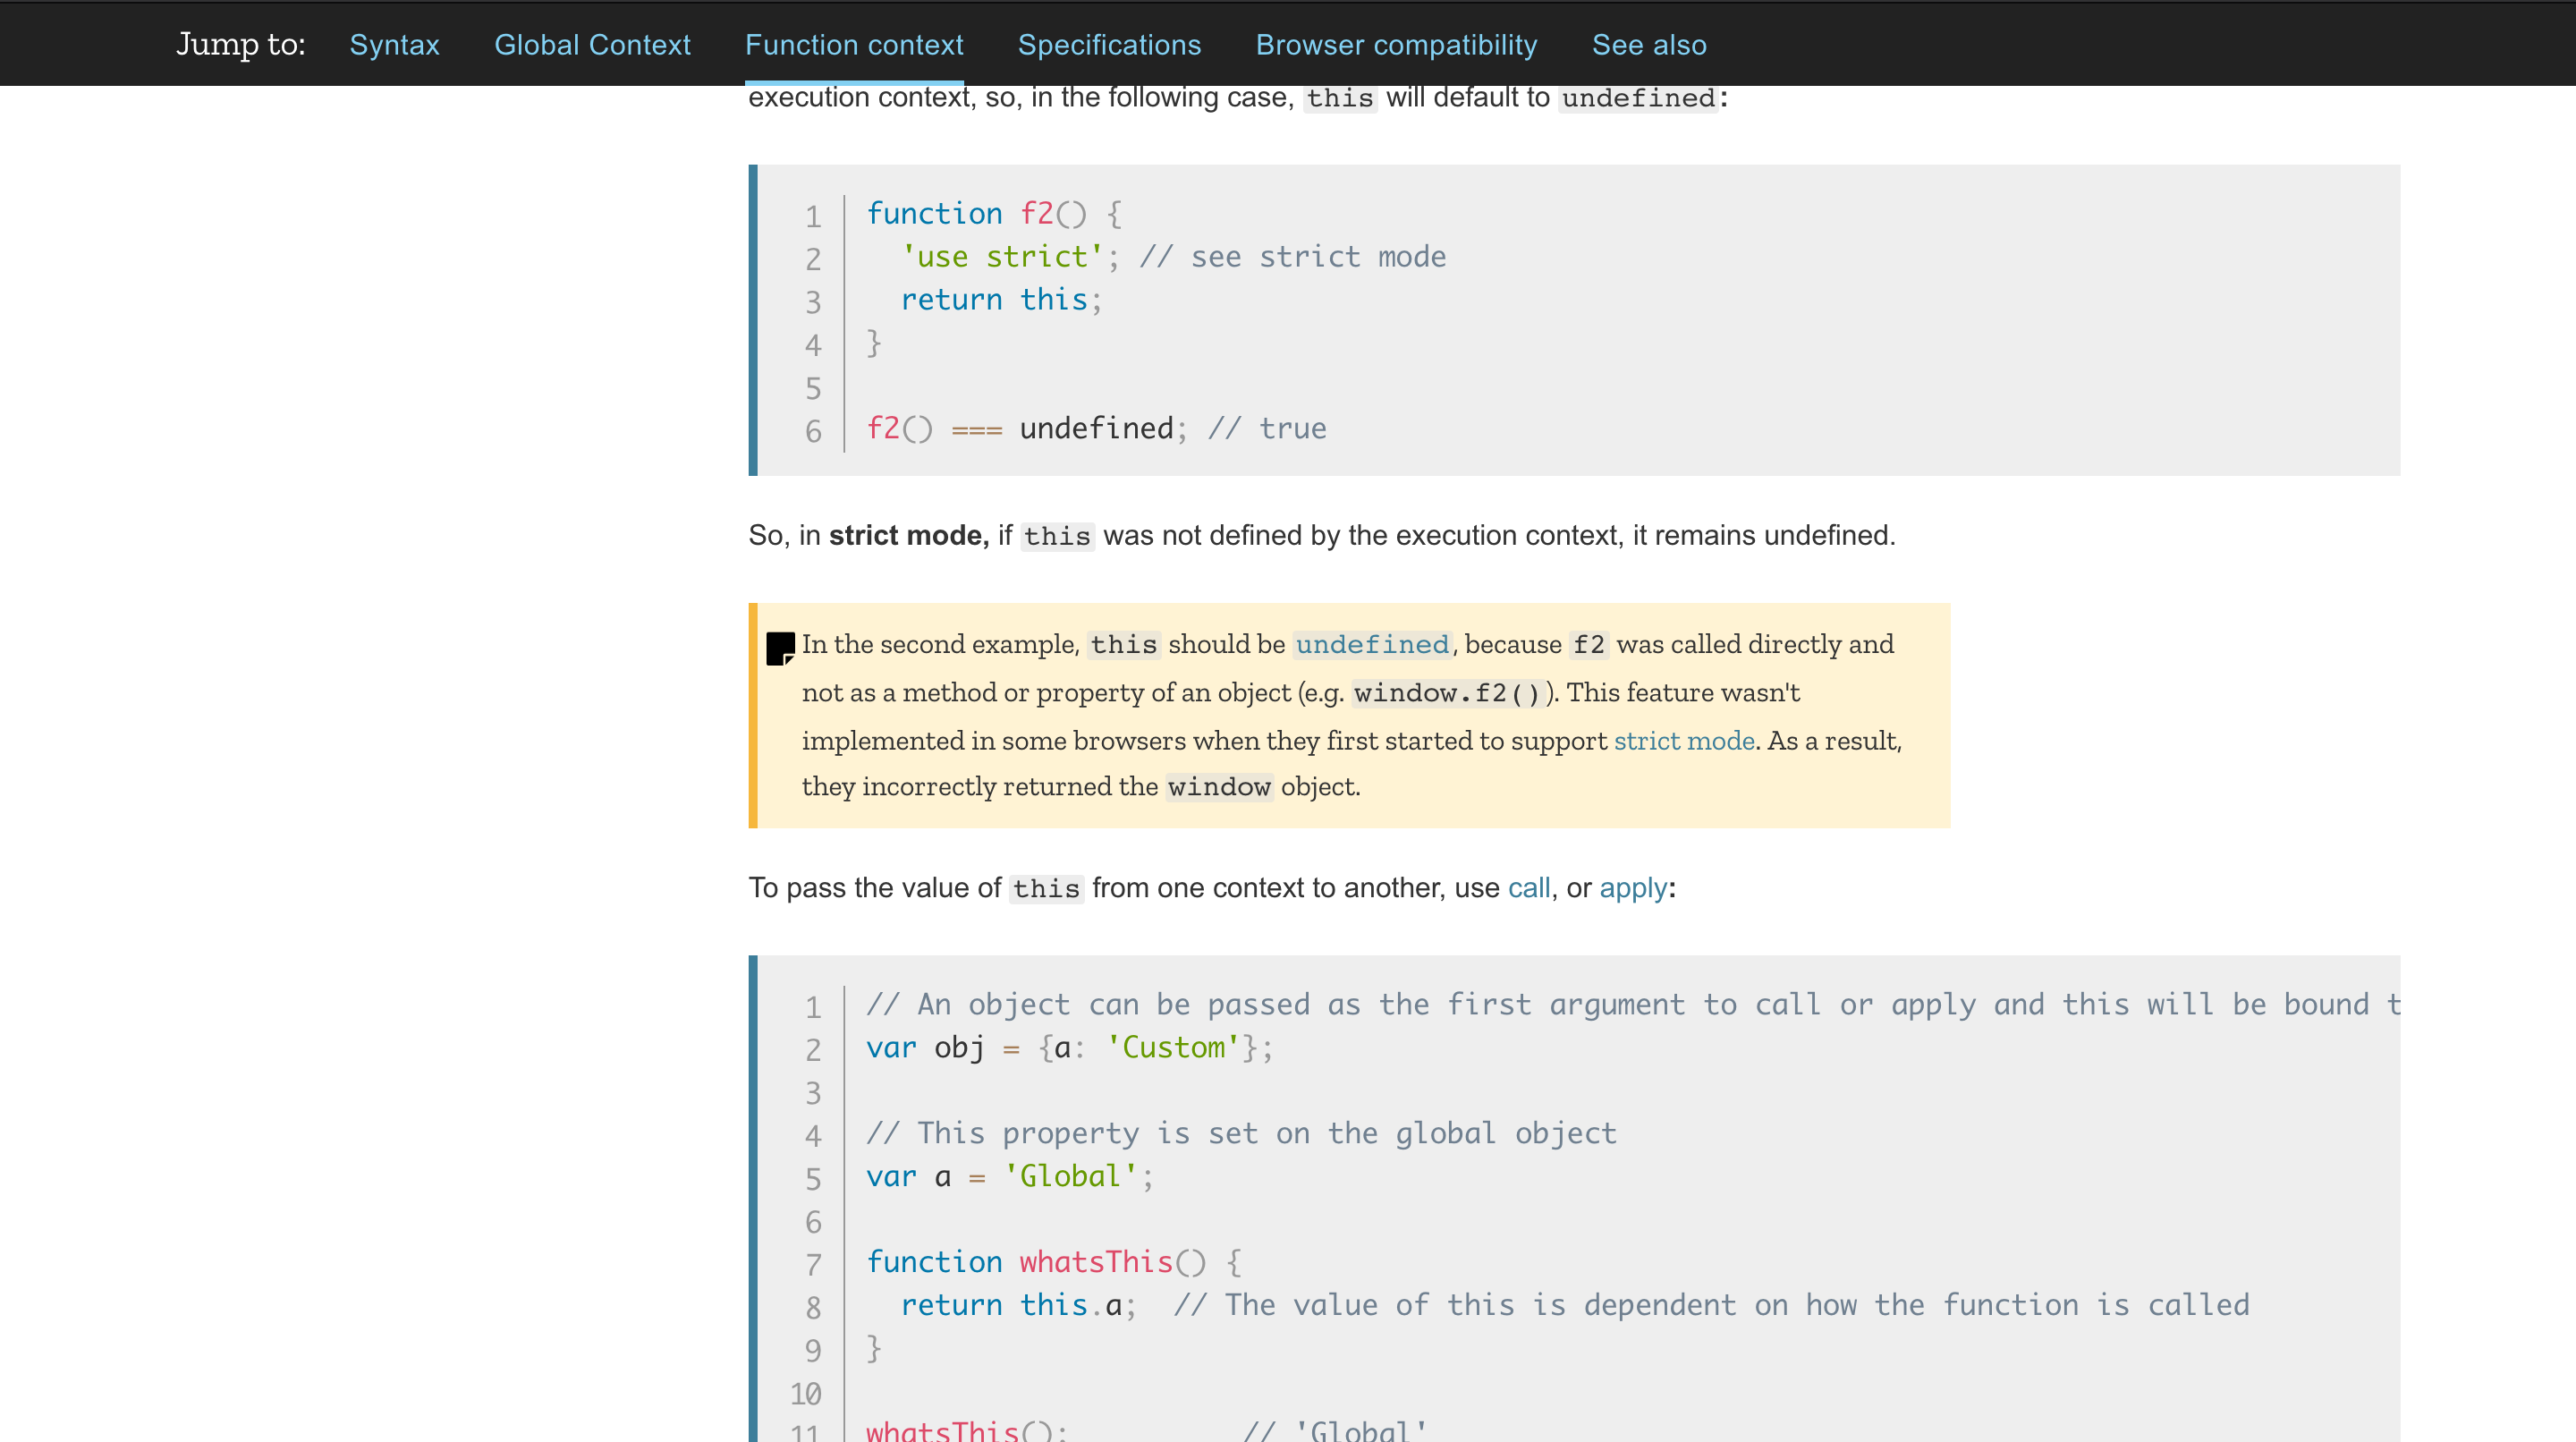 Jump to: Syntax Global Context Function context Specifications Browser compatibility See also
execution context, so, in the following case, this will default to undefined:
1 function f2() {
2   'use strict'; // see strict mode
3   return this;
4 }
5
6 f2() === undefined; // true
So, in strict mode, if this was not defined by the execution context, it remains undefined.
In the second example, this should be undefined, because f2 was called directly and
not as a method or property of an object (e.g. window.f2()). This feature wasn't
implemented in some browsers when they first started to support strict mode. As a result,
they incorrectly returned the window object.
To pass the value of this from one context to another, use call, or apply:
1 // An object can be passed as the first argument to call or apply and this will be bound t
2 var obj = {a: 'Custom'};
3
4 // This property is set on the global object
5 var a = 'Global';
6
7 function whatsThis() {
8   return this.a;  // The value of this is dependent on how the function is called
9 }
10
11 whatsThis();          // 'Global'